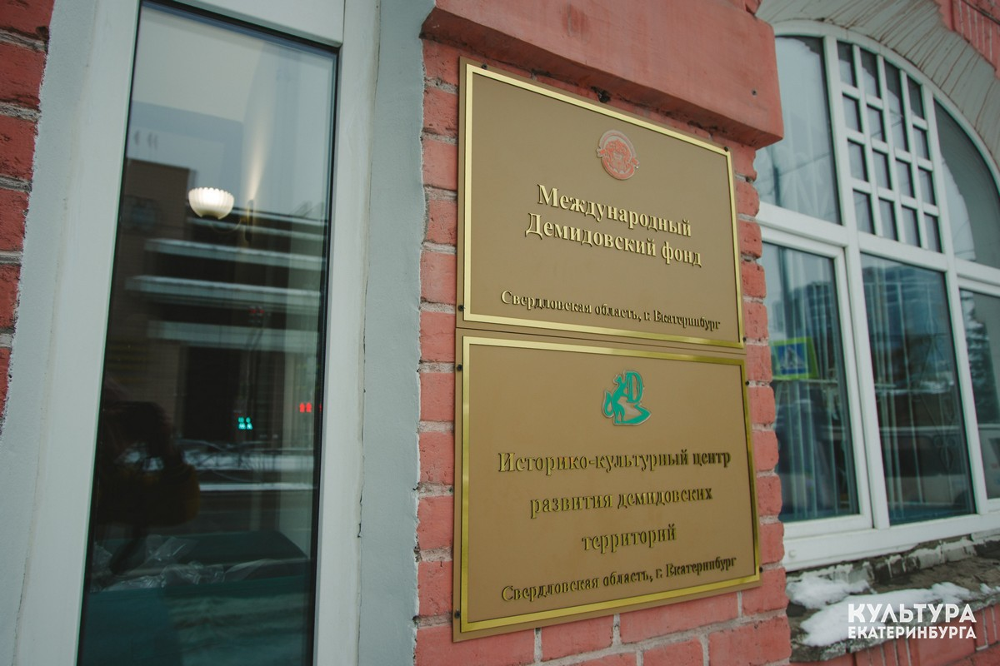 Международный
Демидовский фонд
Свердловская область, г. Екатеринбург
D
Историко-культурный центр
развития демидовских
территорий
Свердловская область, г. Екатеринбург
КУЛЬТУРА
ЕКАТЕРИНБУРГА